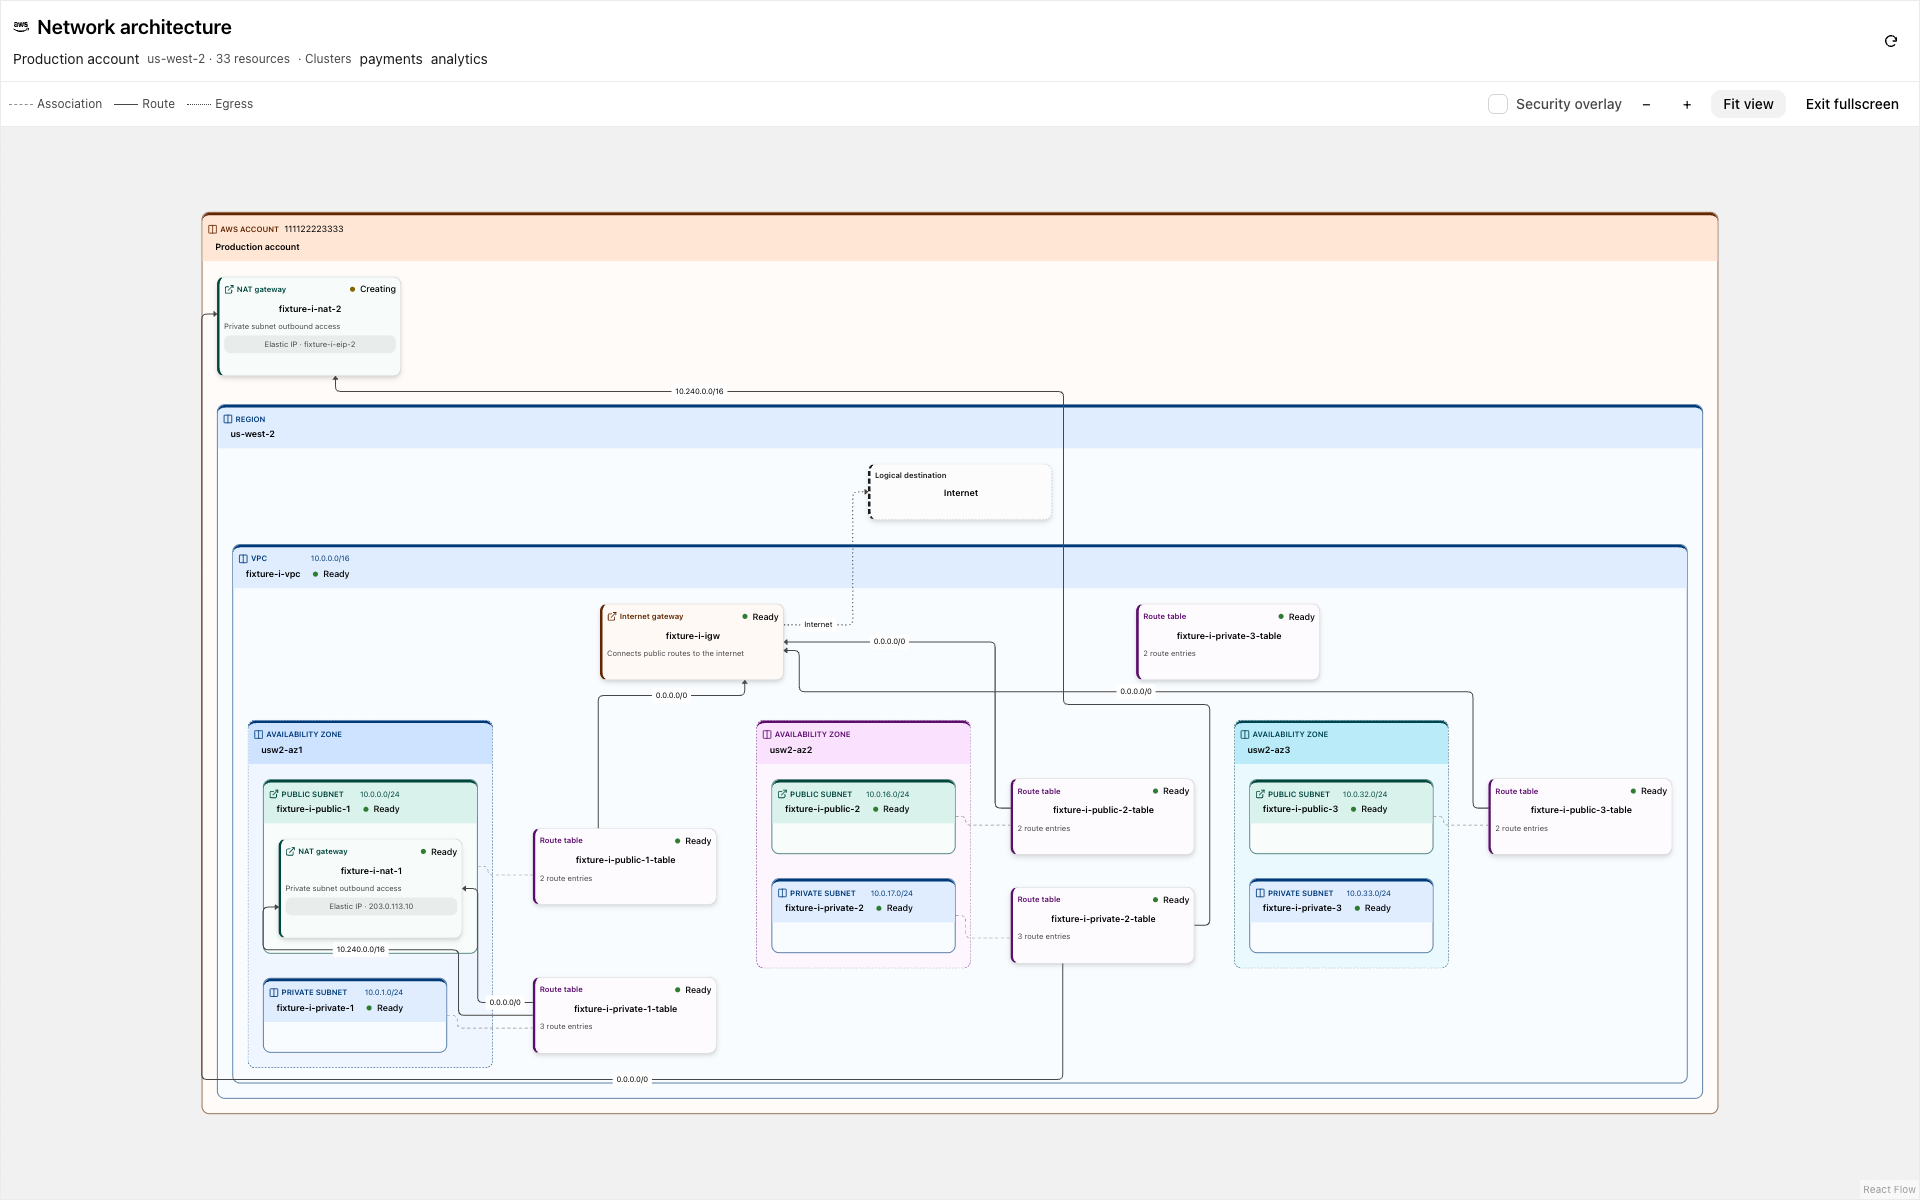 aws Network architecture
Production account us-west-2 · 33 resources · Clusters payments analytics
Association Route Egress
Security overlay − + Fit view Exit fullscreen
AWS ACCOUNT 111122223333
Production account
NAT gateway Creating
fixture-i-nat-2
Private subnet outbound access
Elastic IP · fixture-i-eip-2
10.240.0.0/16
REGION
us-west-2
Logical destination
Internet
VPC 10.0.0.0/16
fixture-i-vpc Ready
Internet gateway Ready
fixture-i-igw
Connects public routes to the internet
Internet
0.0.0.0/0
Route table Ready
fixture-i-private-3-table
2 route entries
0.0.0.0/0
0.0.0.0/0
AVAILABILITY ZONE
usw2-az1
PUBLIC SUBNET 10.0.0.0/24
fixture-i-public-1 Ready
NAT gateway Ready
fixture-i-nat-1
Private subnet outbound access
Elastic IP · 203.0.113.10
10.240.0.0/16
PRIVATE SUBNET 10.0.1.0/24
fixture-i-private-1 Ready
0.0.0.0/0
Route table Ready
fixture-i-public-1-table
2 route entries
Route table Ready
fixture-i-private-1-table
3 route entries
AVAILABILITY ZONE
usw2-az2
PUBLIC SUBNET 10.0.16.0/24
fixture-i-public-2 Ready
PRIVATE SUBNET 10.0.17.0/24
fixture-i-private-2 Ready
Route table Ready
fixture-i-public-2-table
2 route entries
Route table Ready
fixture-i-private-2-table
3 route entries
AVAILABILITY ZONE
usw2-az3
PUBLIC SUBNET 10.0.32.0/24
fixture-i-public-3 Ready
PRIVATE SUBNET 10.0.33.0/24
fixture-i-private-3 Ready
Route table Ready
fixture-i-public-3-table
2 route entries
0.0.0.0/0
React Flow